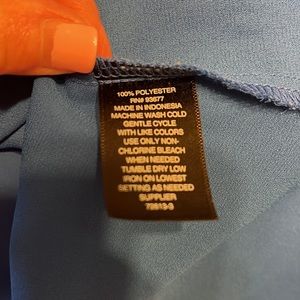 100% POLYESTER
RN# 93677
MADE IN INDONESIA
MACHINE WASH COLD
GENTLE CYCLE
WITH LIKE COLORS
USE ONLY NON-
CHLORINE BLEACH
WHEN NEEDED
TUMBLE DRY LOW
IRON ON LOWEST
SETTING AS NEEDED
SUPPLIER